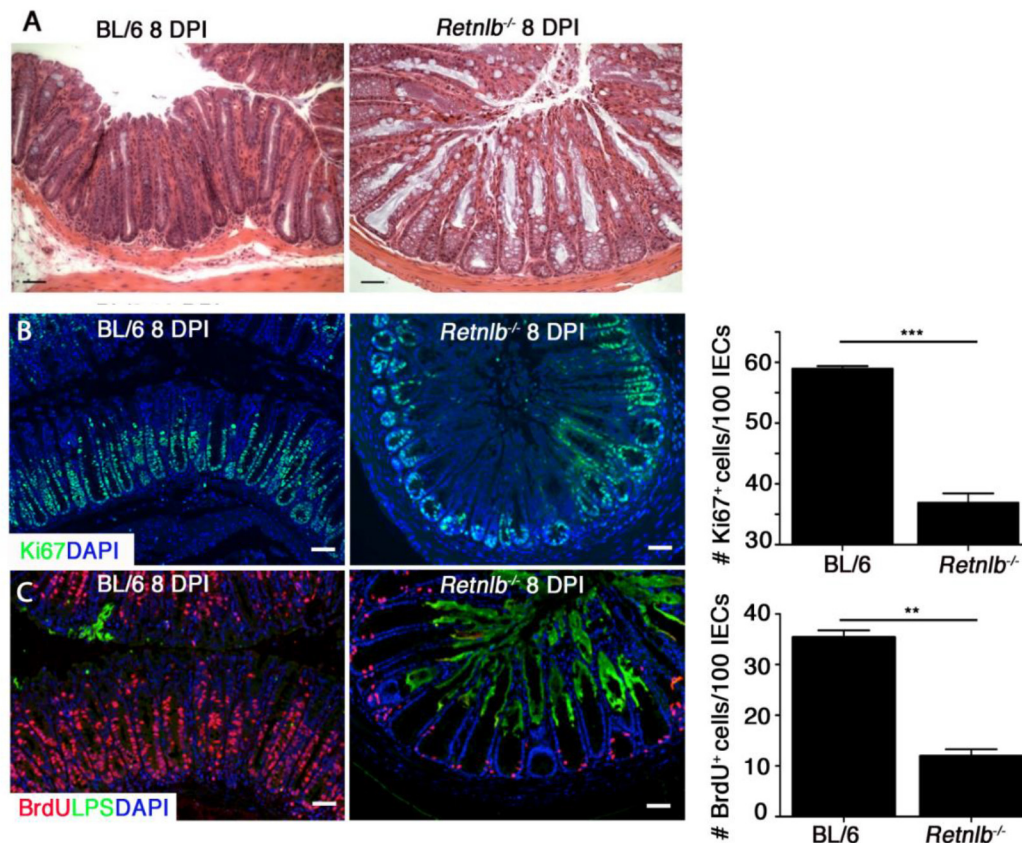 A
BL/6 8 DPI
Retnlb-/- 8 DPI
B
BL/6 8 DPI
Retnlb-/- 8 DPI
Ki67DAPI
# Ki67+ cells/100 IECs
60
50
40
30
***
BL/6
Retnlb-/-
C
BL/6 8 DPI
Retnlb-/- 8 DPI
BrdULPSDAPI
# BrdU+ cells/100 IECs
40
30
20
10
0
**
BL/6
Retnlb-/-